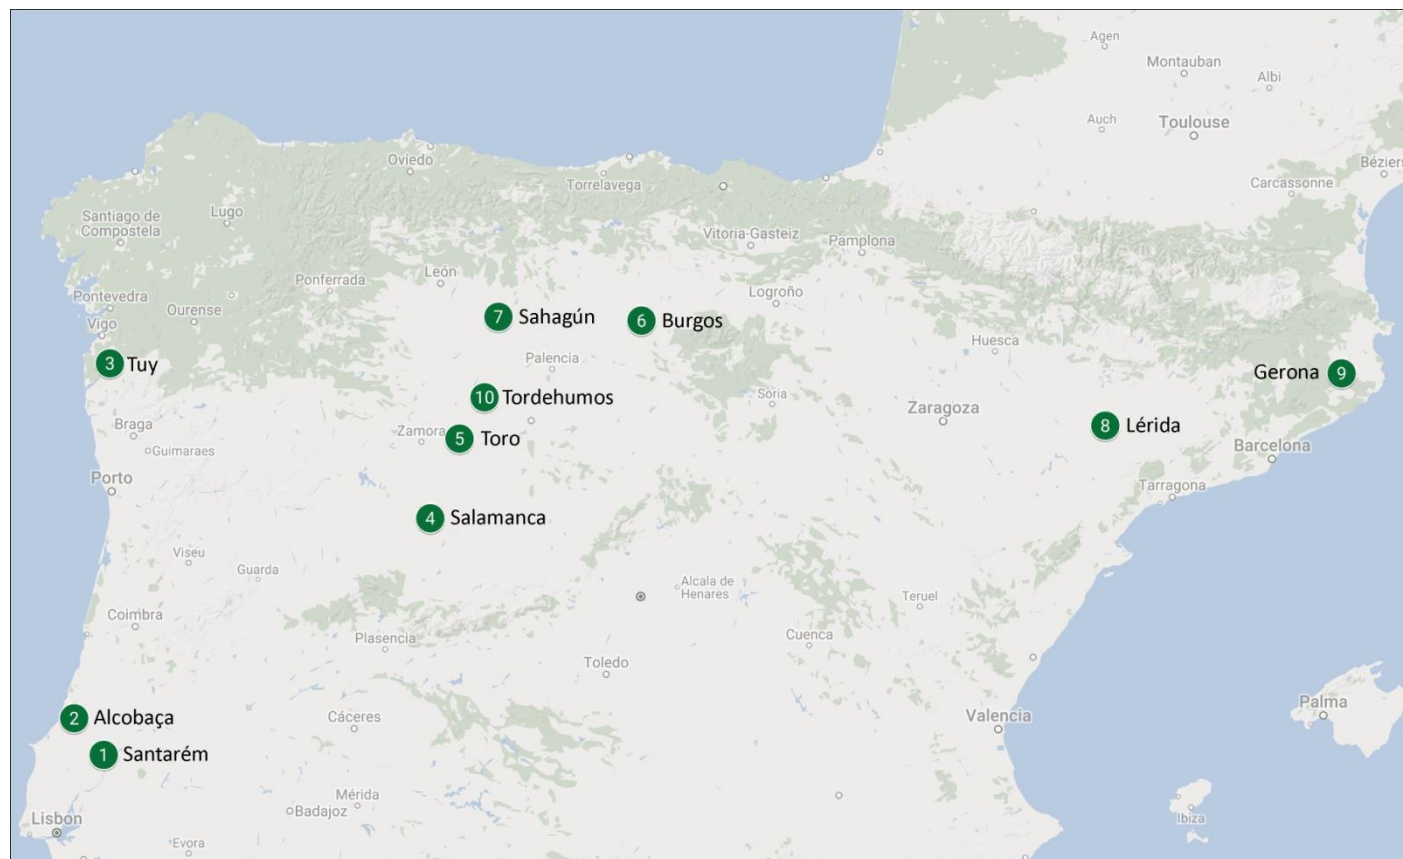 Agen
Montauban
Albi
Auch
Toulouse
Oviedo
Torrelavega
Béziers
Carcassonne
Santiago de
Compostela
Lugo
Vitoria-Gasteiz
Pamplona
León
Ponferrada
Pontevedra
Ourense
Logroño
Vigo
7 Sahagún
6 Burgos
Huesca
3 Tuy
Palencia
Gerona 9
10 Tordehumos
Soria
Zaragoza
Braga
Zamora
5 Toro
8 Lérida
Guimaraes
Barcelona
Porto
Tarragona
4 Salamanca
Viseu
Guarda
Alcala de
Henares
Teruel
Coimbra
Plasencia
Cuenca
Toledo
Palma
2 Alcobaça
Cáceres
Valencia
1 Santarém
Mérida
Badajoz
Lisbon
Ibiza
Evora